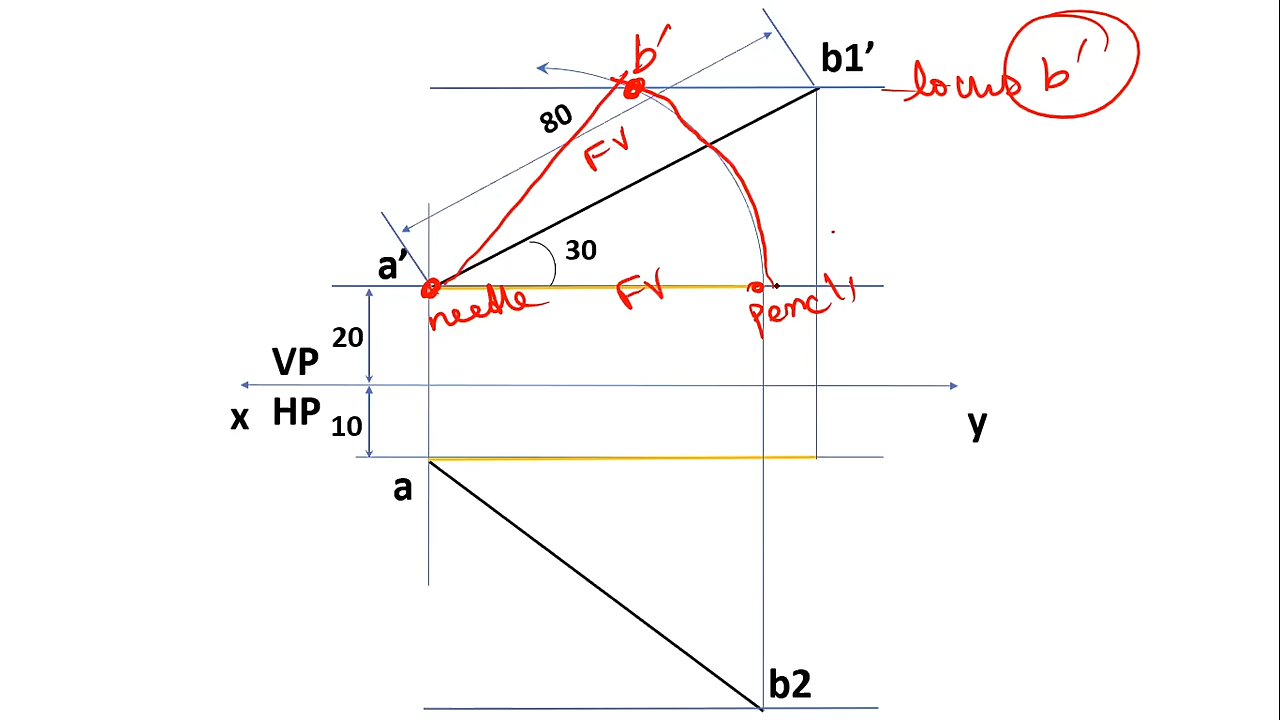 b'
b1'
locus b'
80
FV
30
a'
needle
FV
pencil
20
VP
x
HP
10
y
a
b2